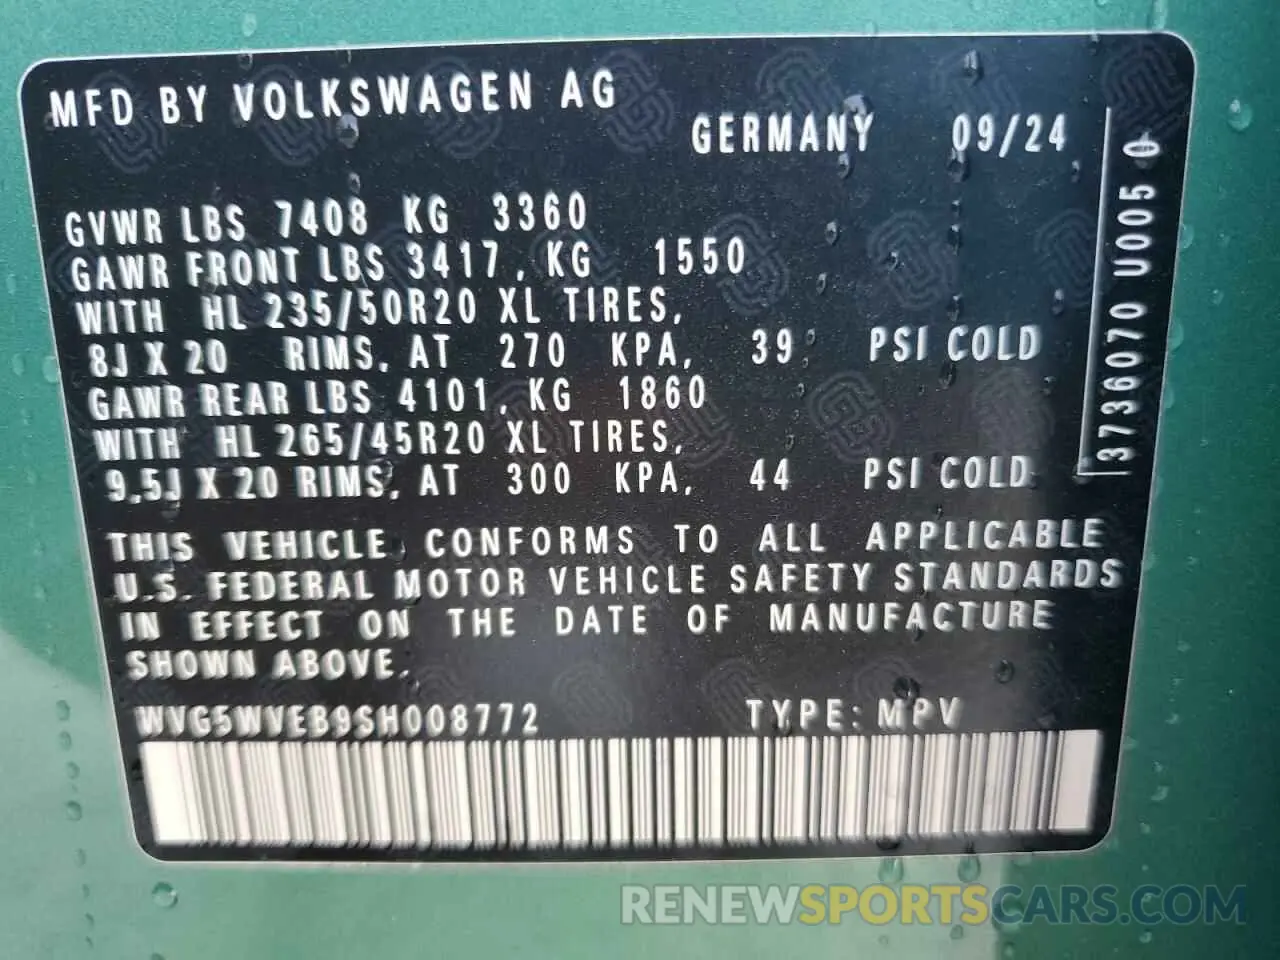 MFD BY VOLKSWAGEN AG
GERMANY 09/24
GVWR LBS 7408 KG 3360
GAWR FRONT LBS 3417, KG 1550
WITH HL 235/50R20 XL TIRES,
8J X 20 RIMS, AT 270 KPA, 39 PSI COLD
GAWR REAR LBS 4101, KG 1860
WITH HL 265/45R20 XL TIRES,
9,5J X 20 RIMS, AT 300 KPA, 44 PSI COLD
THIS VEHICLE CONFORMS TO ALL APPLICABLE
U.S. FEDERAL MOTOR VEHICLE SAFETY STANDARDS
IN EFFECT ON THE DATE OF MANUFACTURE
SHOWN ABOVE.
WVG5WVEB9SH008772 TYPE: MPV
3736070 U005 0
RENEWSPORTSCARS.COM